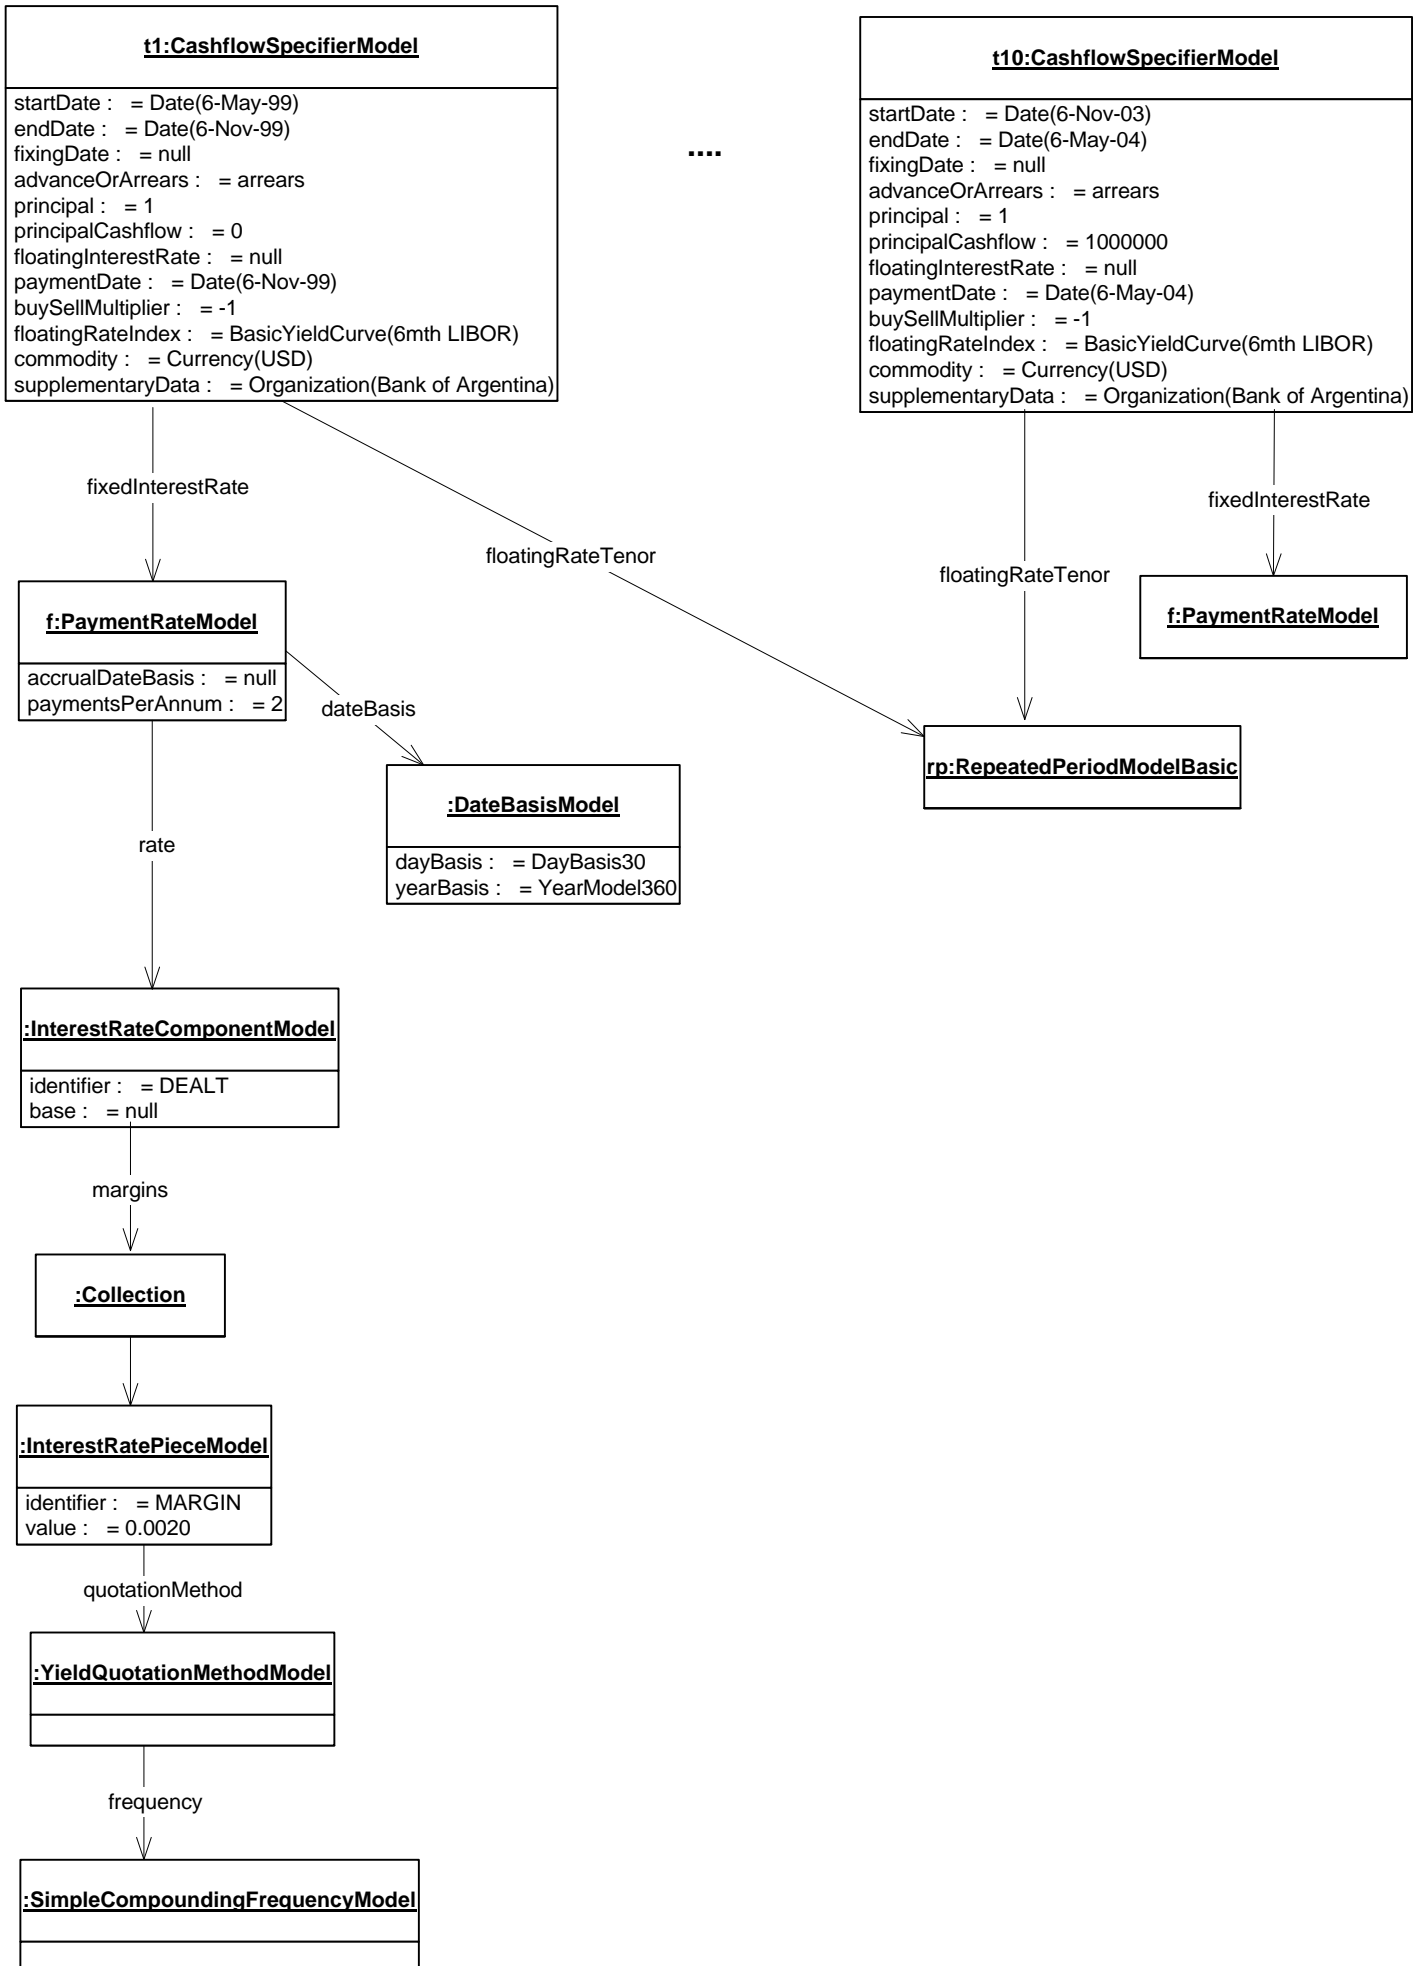 t1:CashflowSpecifierModel
startDate :   = Date(6-May-99)
endDate :   = Date(6-Nov-99)
fixingDate :   = null
advanceOrArrears :   = arrears
principal :   = 1
principalCashflow :   = 0
floatingInterestRate :   = null
paymentDate :   = Date(6-Nov-99)
buySellMultiplier :   = -1
floatingRateIndex :   = BasicYieldCurve(6mth LIBOR)
commodity :   = Currency(USD)
supplementaryData :   = Organization(Bank of Argentina)
....
t10:CashflowSpecifierModel
startDate :   = Date(6-Nov-03)
endDate :   = Date(6-May-04)
fixingDate :   = null
advanceOrArrears :   = arrears
principal :   = 1
principalCashflow :   = 1000000
floatingInterestRate :   = null
paymentDate :   = Date(6-May-04)
buySellMultiplier :   = -1
floatingRateIndex :   = BasicYieldCurve(6mth LIBOR)
commodity :   = Currency(USD)
supplementaryData :   = Organization(Bank of Argentina)
fixedInterestRate
floatingRateTenor
floatingRateTenor
fixedInterestRate
f:PaymentRateModel
accrualDateBasis :   = null
paymentsPerAnnum :   = 2
f:PaymentRateModel
dateBasis
rp:RepeatedPeriodModelBasic
:DateBasisModel
dayBasis :   = DayBasis30
yearBasis :   = YearModel360
rate
:InterestRateComponentModel
identifier :   = DEALT
base :   = null
margins
:Collection
:InterestRatePieceModel
identifier :   = MARGIN
value :   = 0.0020
quotationMethod
:YieldQuotationMethodModel
frequency
:SimpleCompoundingFrequencyModel